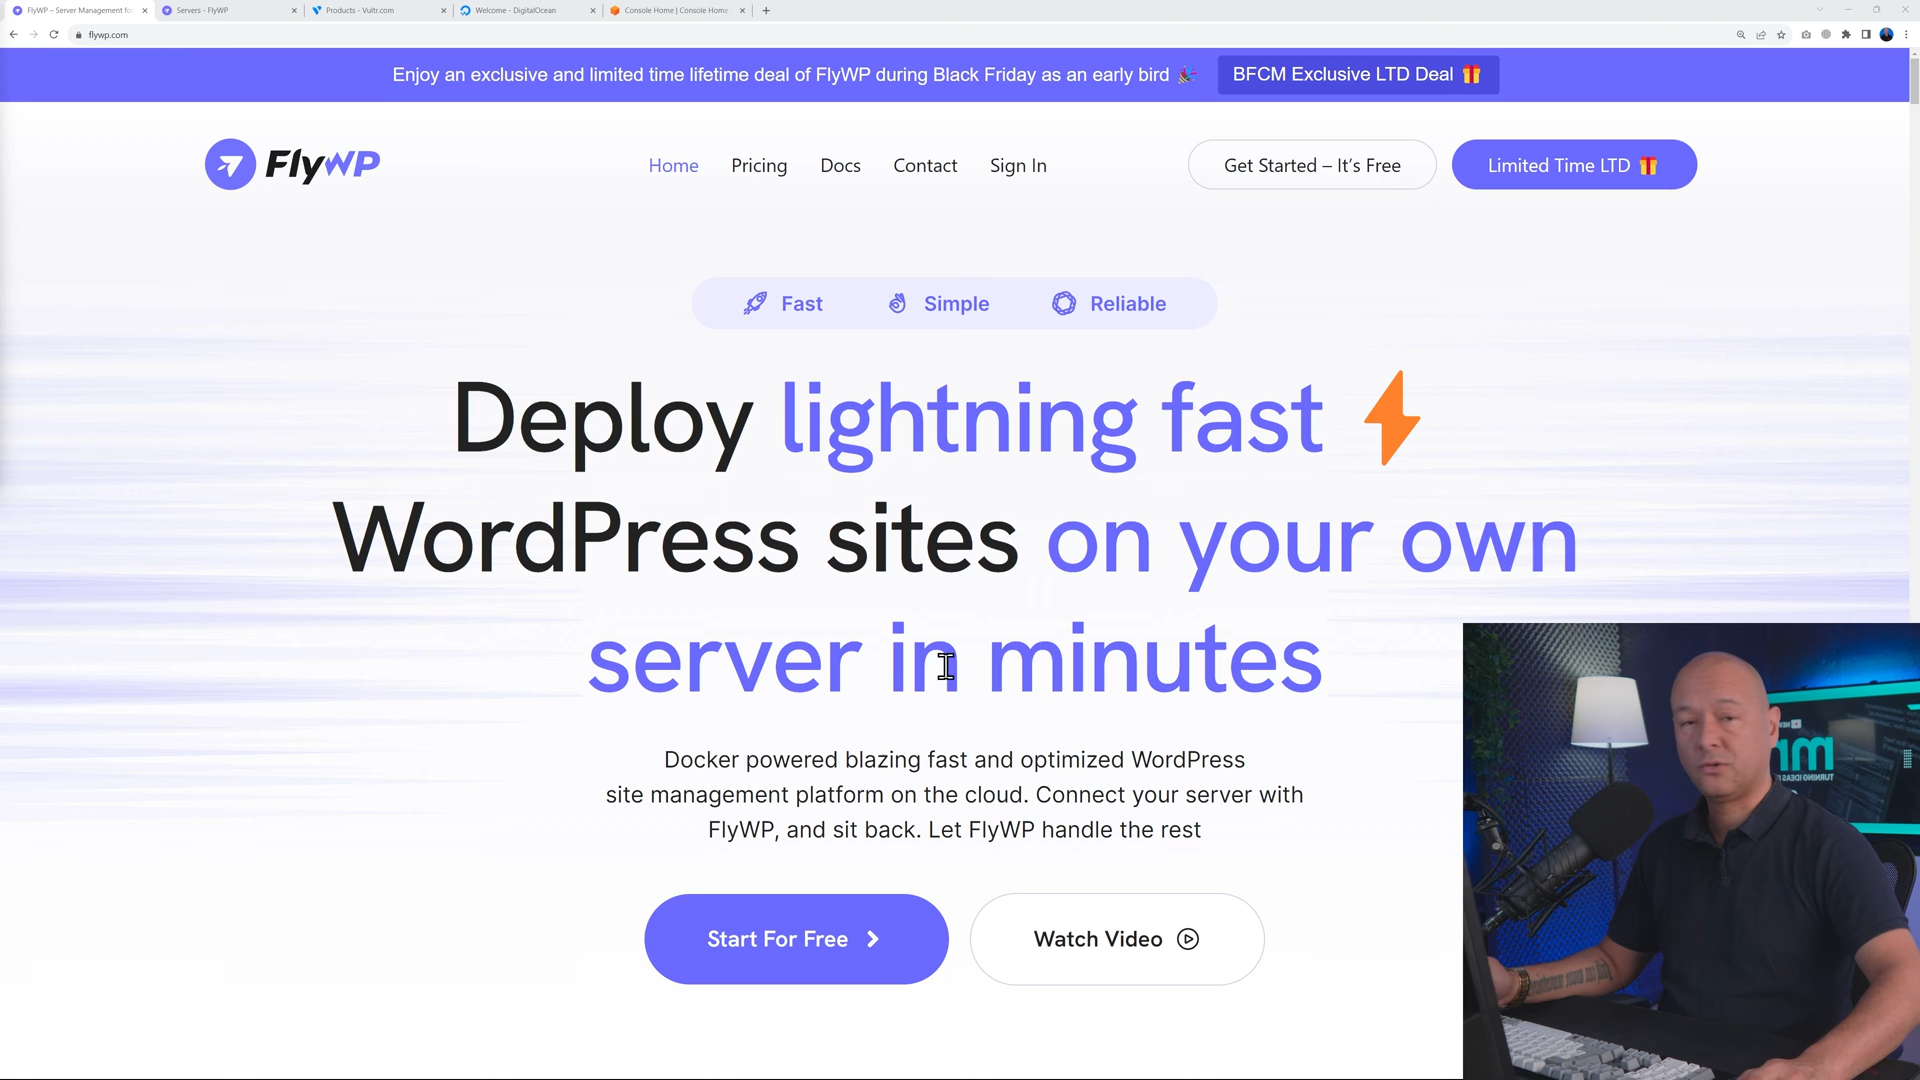 FlyWP – Server Management fo
Servers - FlyWP
Products - Vultr.com
Welcome - DigitalOcean
Console Home | Console Home
flywp.com
Enjoy an exclusive and limited time lifetime deal of FlyWP during Black Friday as an early bird
BFCM Exclusive LTD Deal
FlyWP
Home
Pricing
Docs
Contact
Sign In
Get Started – It's Free
Limited Time LTD
Fast
Simple
Reliable
Deploy lightning fast
WordPress sites on your own
server in minutes
Docker powered blazing fast and optimized WordPress
site management platform on the cloud. Connect your server with
FlyWP, and sit back. Let FlyWP handle the rest
Start For Free
Watch Video